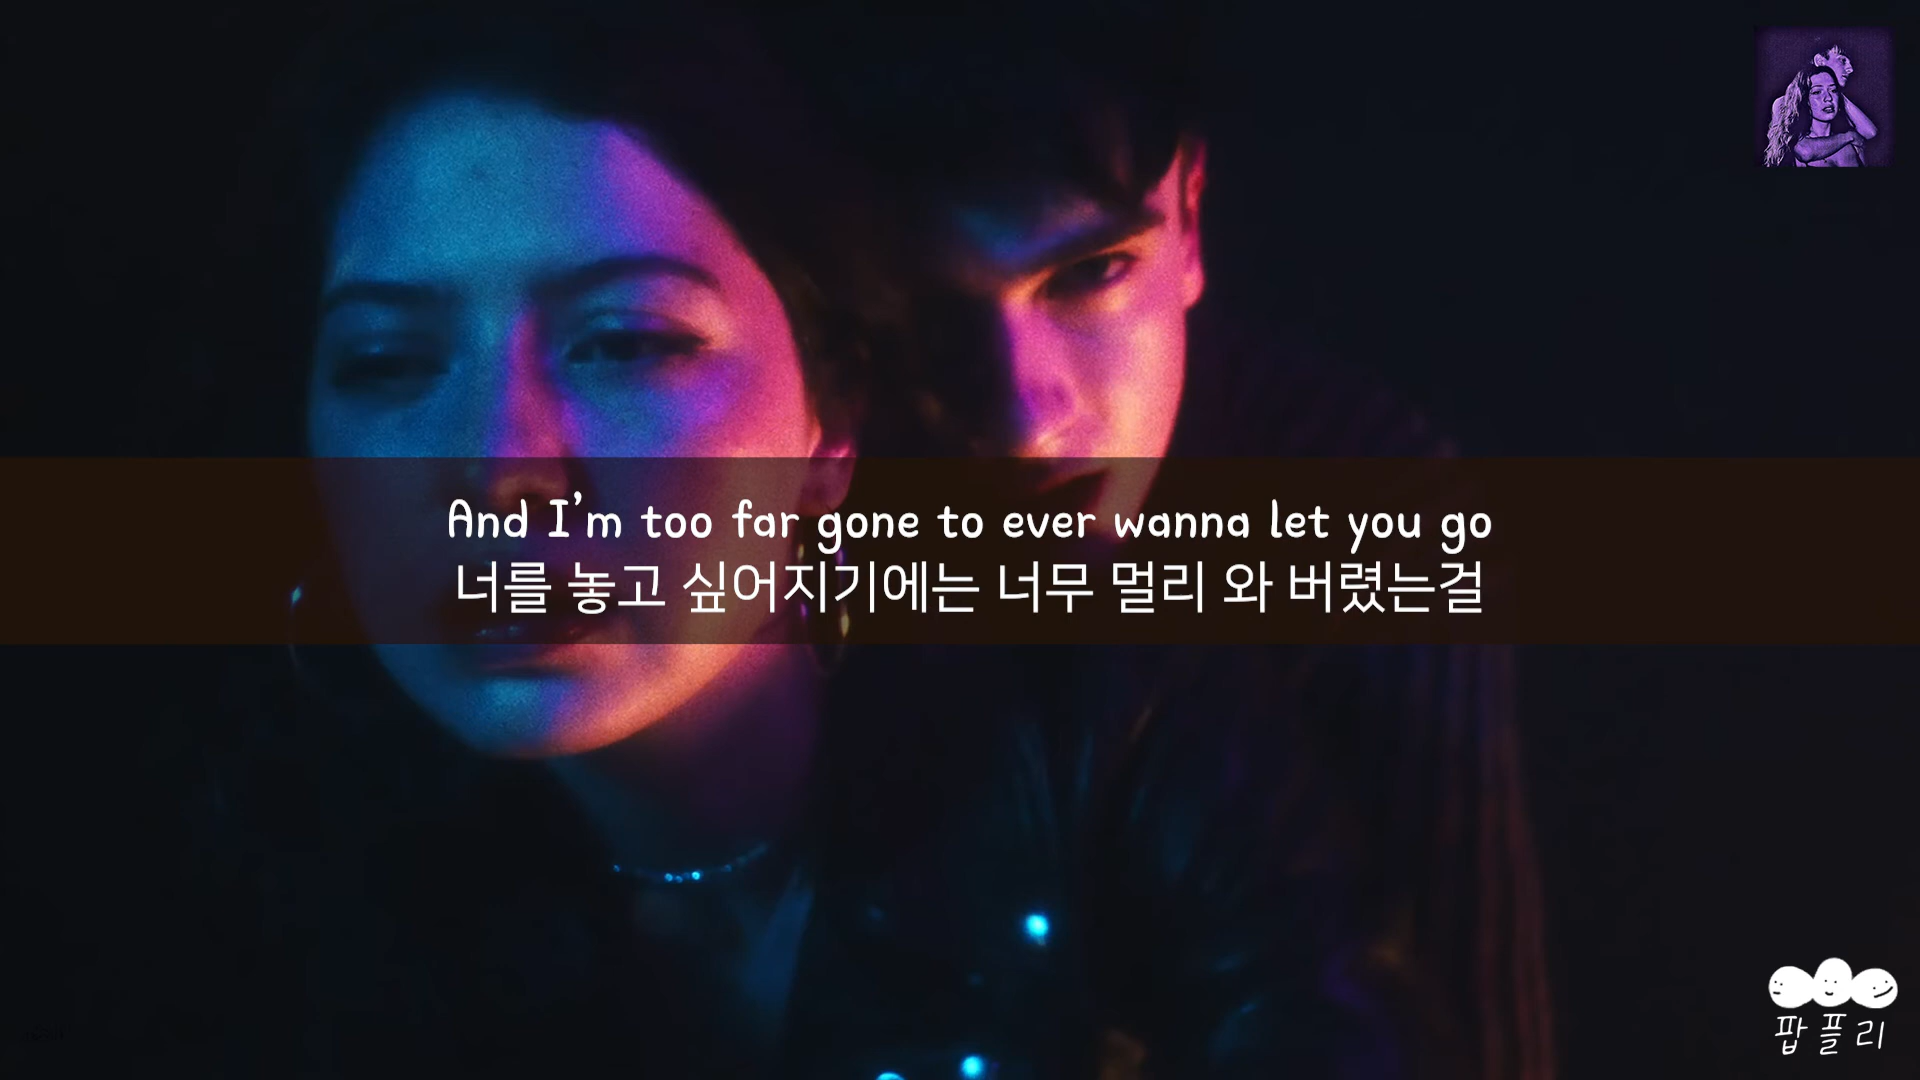 And I'm too far gone to ever wanna let you go
너를 놓고 싶어지기에는 너무 멀리 와 버렸는걸
팝플리